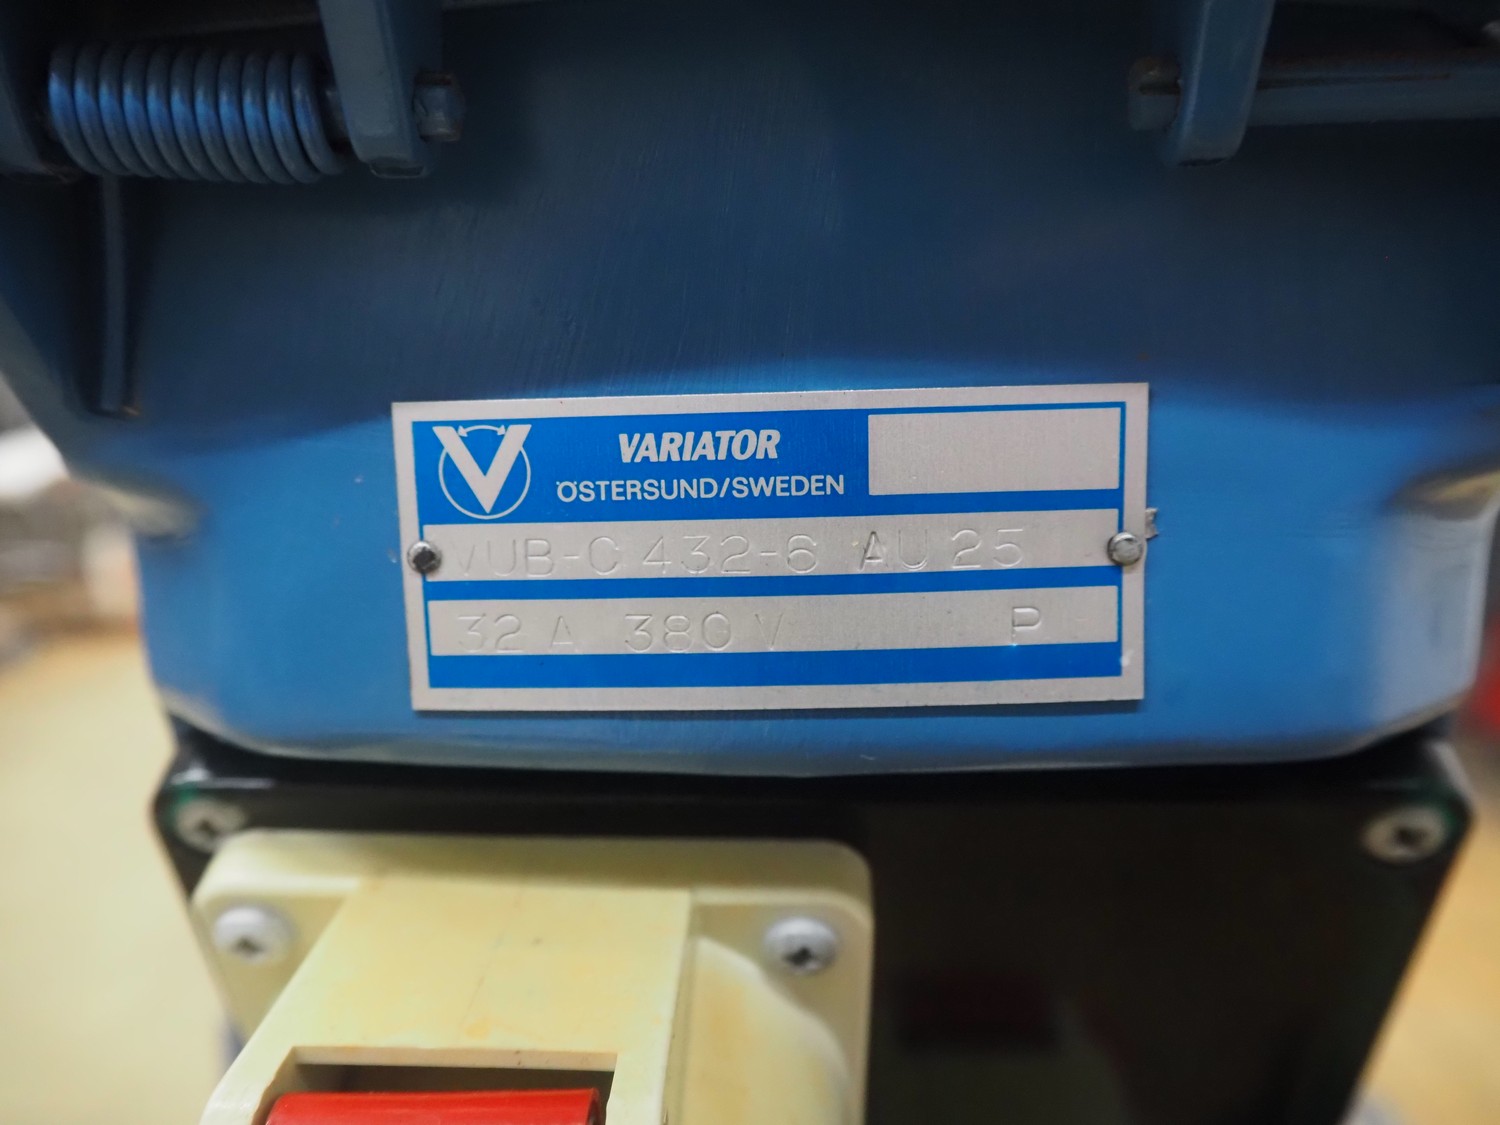 VARIATOR
ÖSTERSUND/SWEDEN
VUB-C 432-6 AU 25
32 A 380 V P